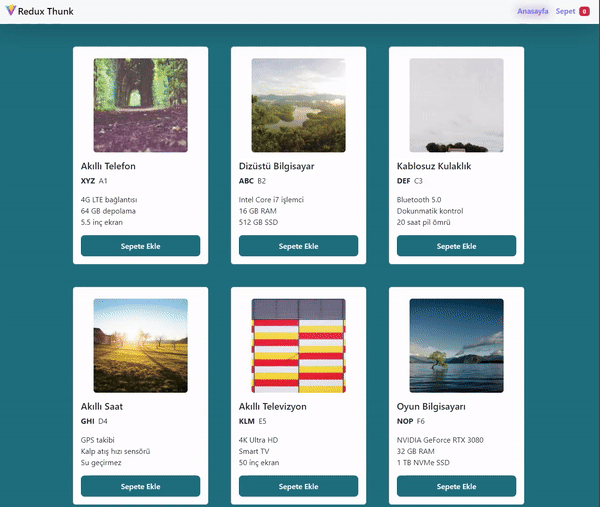 Redux Thunk
Anasayfa Sepet 0
Akıllı Telefon
XYZ A1
4G LTE bağlantısı
64 GB depolama
5.5 inç ekran
Sepete Ekle
Dizüstü Bilgisayar
ABC B2
Intel Core i7 işlemci
16 GB RAM
512 GB SSD
Sepete Ekle
Kablosuz Kulaklık
DEF C3
Bluetooth 5.0
Dokunmatik kontrol
20 saat pil ömrü
Sepete Ekle
Akıllı Saat
GHI D4
GPS takibi
Kalp atış hızı sensörü
Su geçirmez
Sepete Ekle
Akıllı Televizyon
KLM E5
4K Ultra HD
Smart TV
50 inç ekran
Sepete Ekle
Oyun Bilgisayarı
NOP F6
NVIDIA GeForce RTX 3080
32 GB RAM
1 TB NVMe SSD
Sepete Ekle